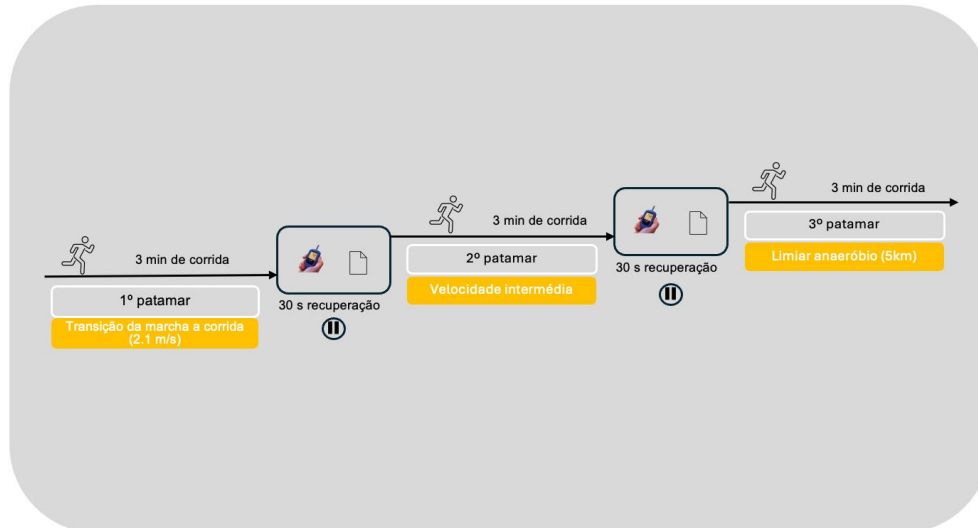 3 min de corrida
1º patamar
Transição da marcha a corrida
(2.1 m/s)
30 s recuperação
3 min de corrida
2º patamar
Velocidade intermédia
30 s recuperação
3 min de corrida
3º patamar
Limiar anaeróbio (5km)